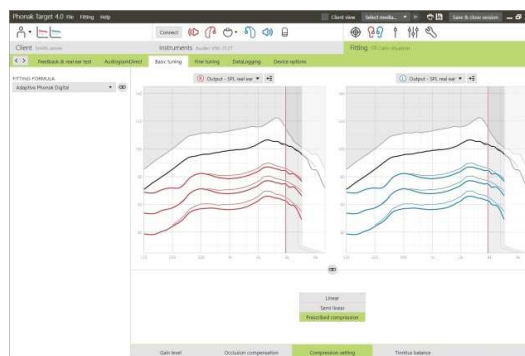 Phonak Target 4.0 File Fitting Help
Client view Select media... Save & close session
Connect
Client Instruments Fitting
Feedback & real ear test AudiogramDirect Basic tuning Fine tuning DataLogging Device options
FITTING FORMULA
Adaptive Phonak Digital
R Output - SPL real ear L Output - SPL real ear
Linear
Semi linear
Prescribed compression
Gain level Occlusion compensation Compression setting Tinnitus balance